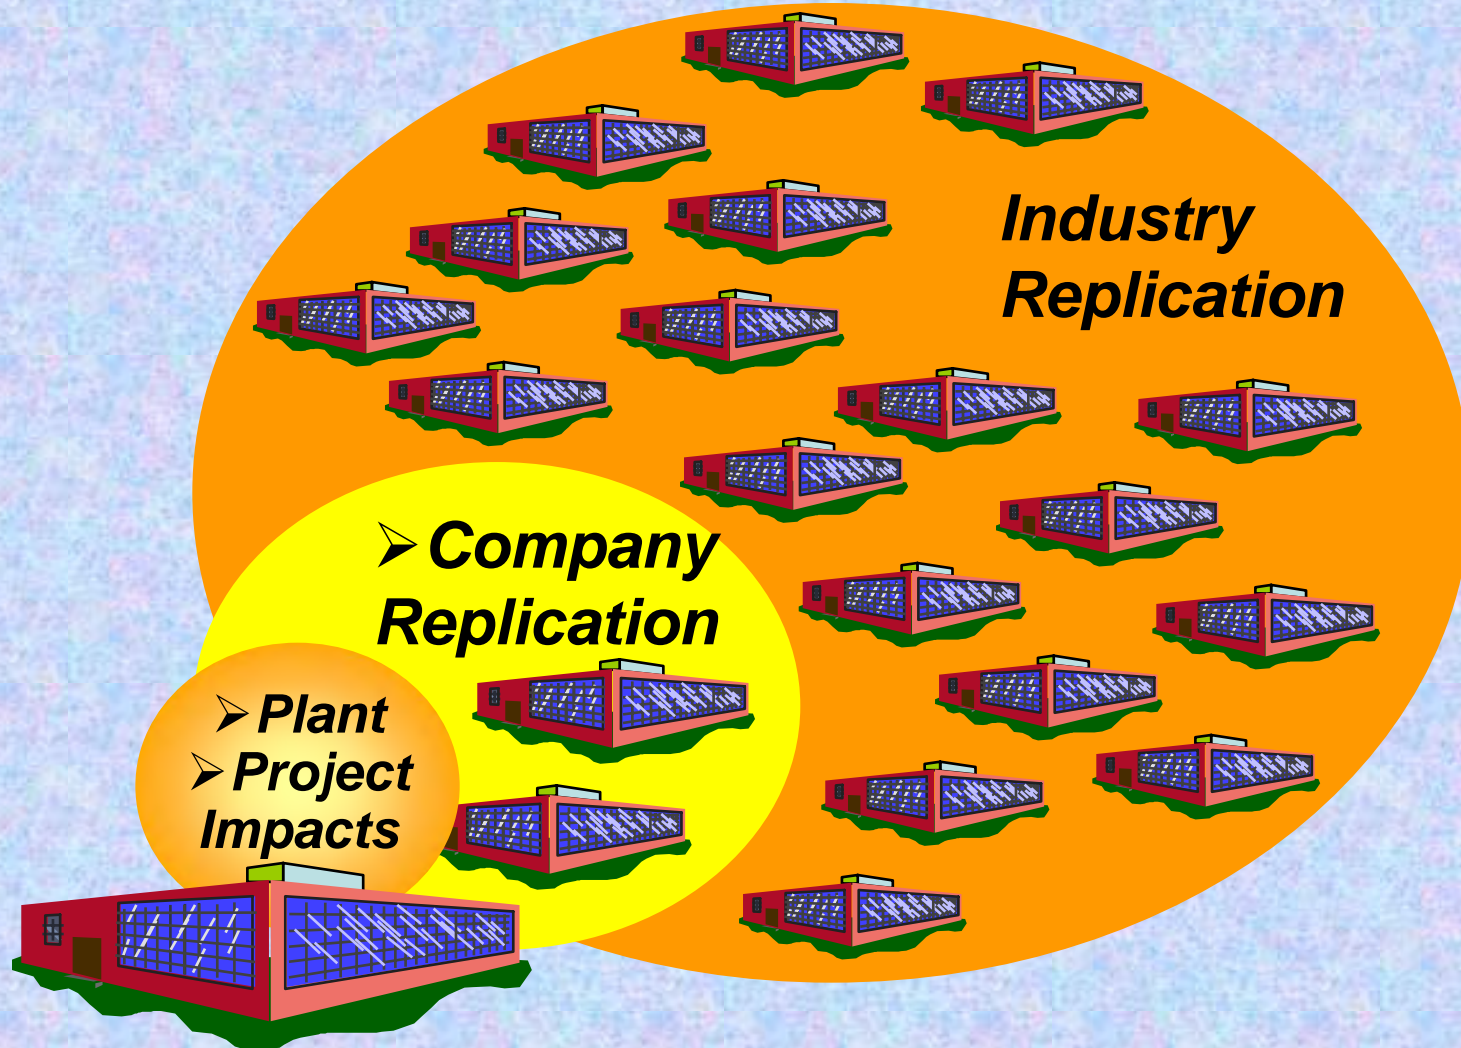 Industry
Replication
➢Company
Replication
➢Plant
➢Project
Impacts